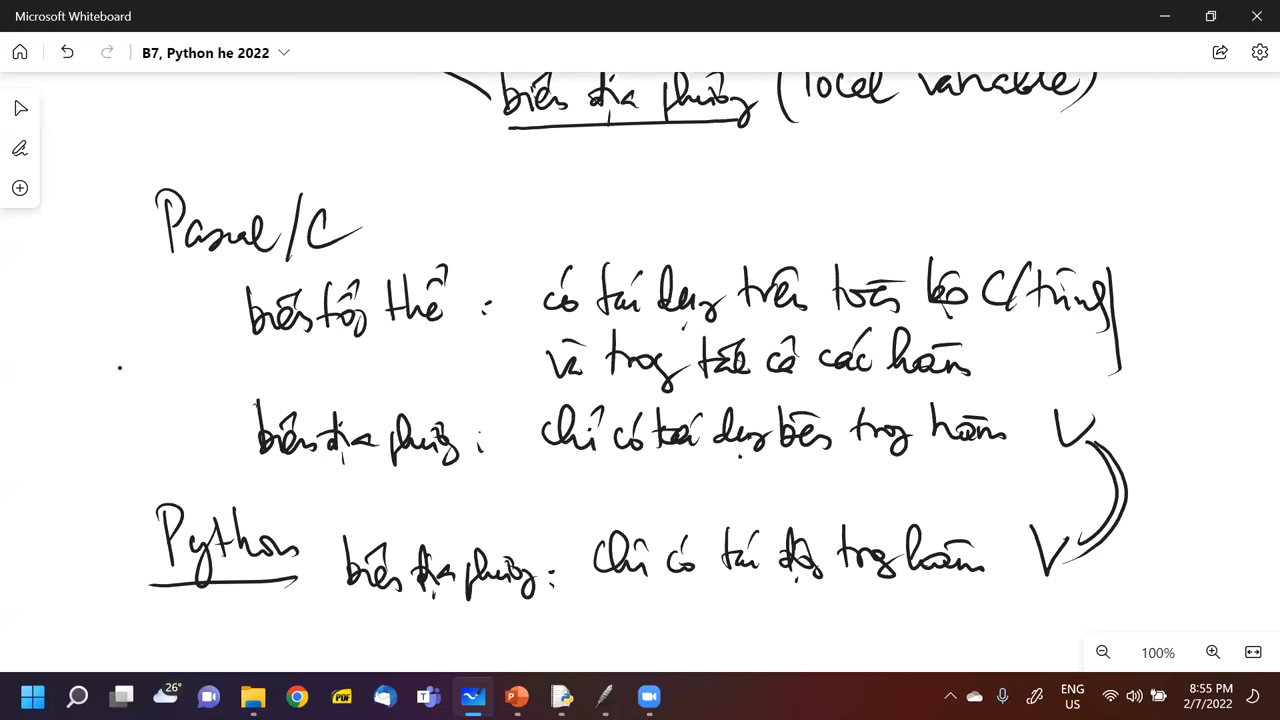 Microsoft Whiteboard
B7, Python he 2022
biến địa phương (local variable)
Pascal/C
biến tổng thể : có tác dụng trên toàn bộ C/trình
và trong tất cả các hàm
biến địa phương : chỉ có tác dụng bên trong hàm V
Python biến địa phương : chỉ có tác động trong hàm V
100%
26°
PDF
ENG
US
8:55 PM
2/7/2022